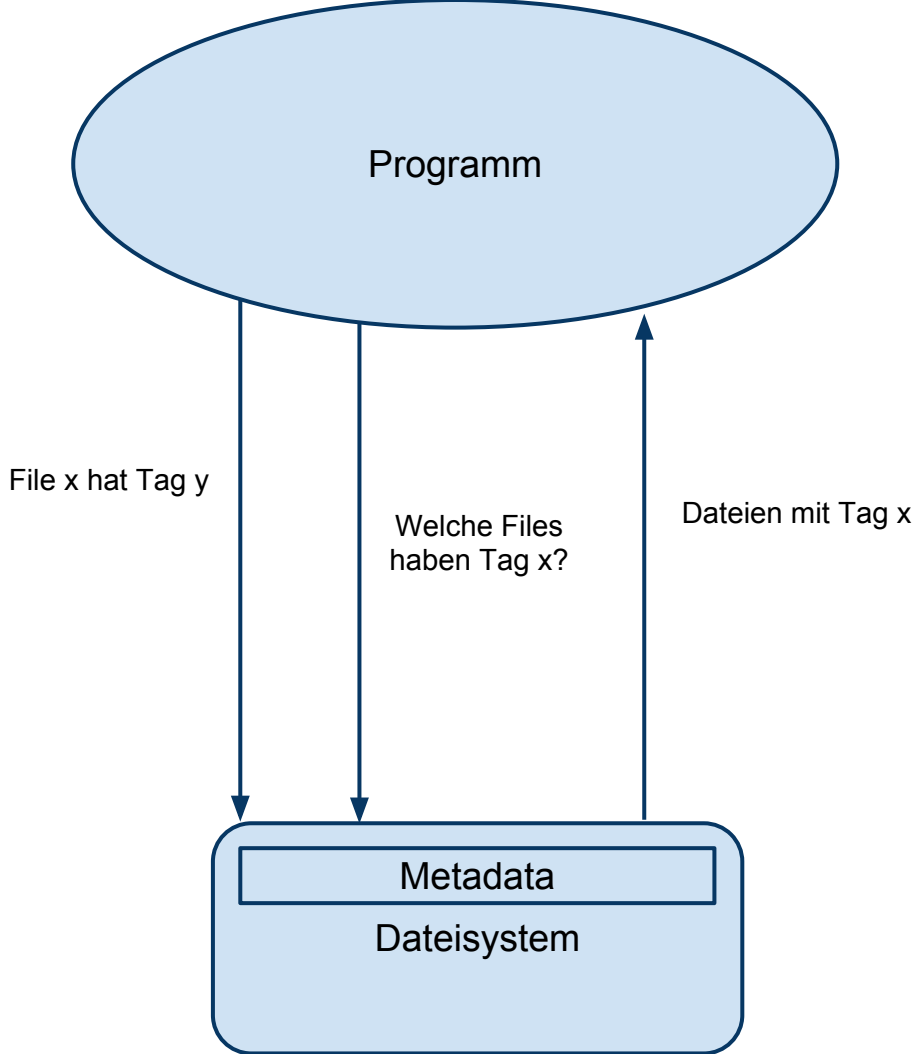 Programm
File x hat Tag y
Welche Files
haben Tag x?
Dateien mit Tag x
Metadata
Dateisystem